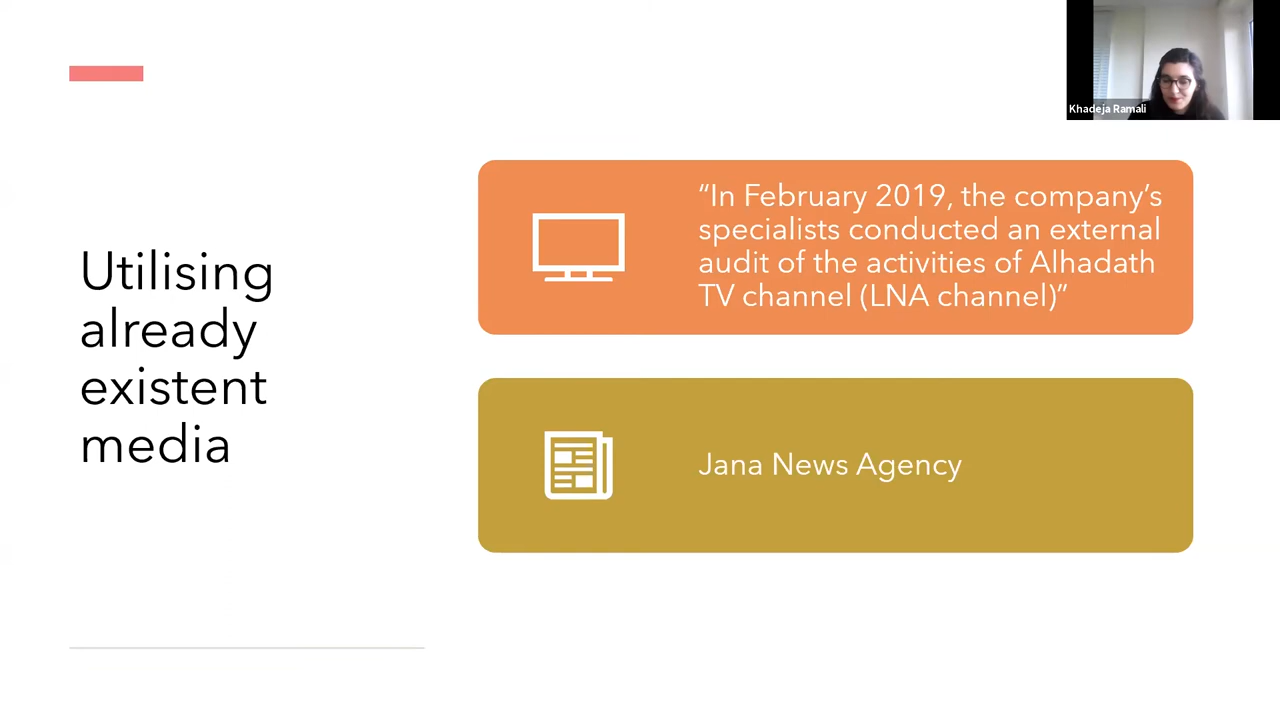 Khadeja Ramali
Utilising
already
existent
media
“In February 2019, the company’s
specialists conducted an external
audit of the activities of Alhadath
TV channel (LNA channel)”
Jana News Agency